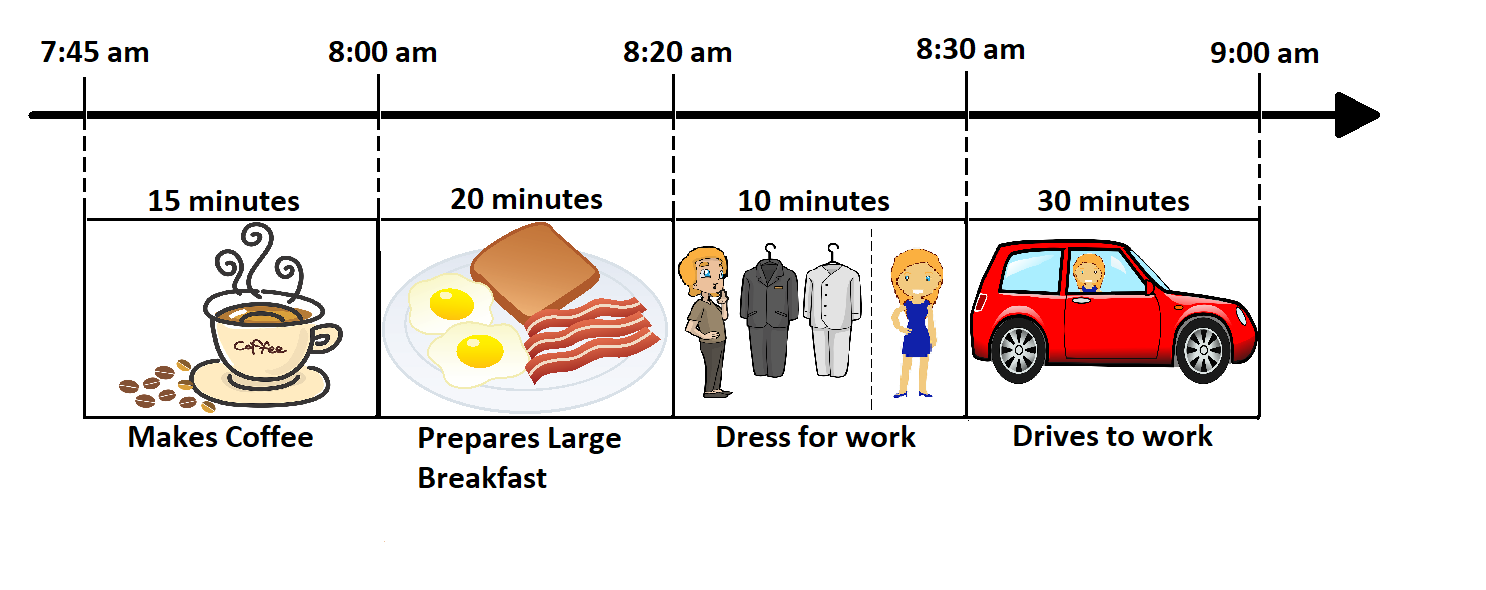 7:45 am 8:00 am 8:20 am 8:30 am 9:00 am
15 minutes 20 minutes 10 minutes 30 minutes
Coffee
Makes Coffee Prepares Large Dress for work Drives to work
Breakfast